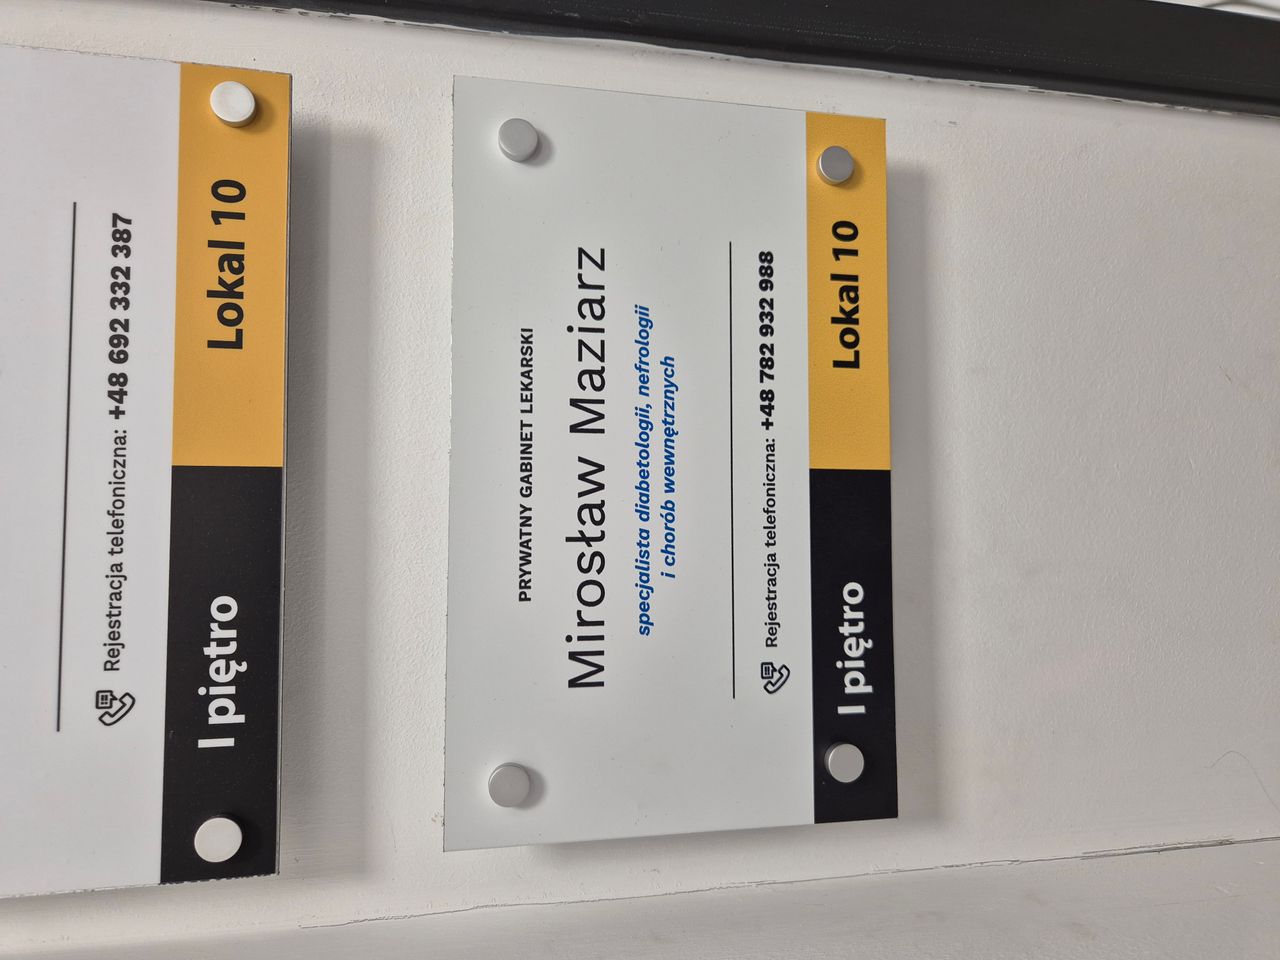 Rejestracja telefoniczna: +48 692 332 387
I piętro Lokal 10
PRYWATNY GABINET LEKARSKI
Mirosław Maziarz
specjalista diabetologii, nefrologii
i chorób wewnętrznych
Rejestracja telefoniczna: +48 782 932 988
I piętro Lokal 10